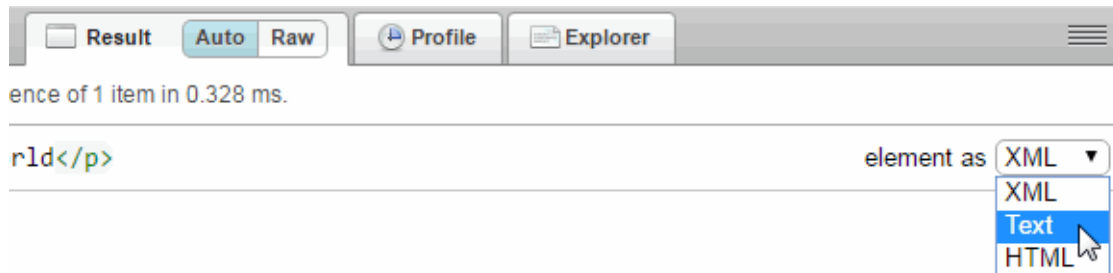 Result Auto Raw Profile Explorer
ence of 1 item in 0.328 ms.
rld</p> element as XML
XML
Text
HTML